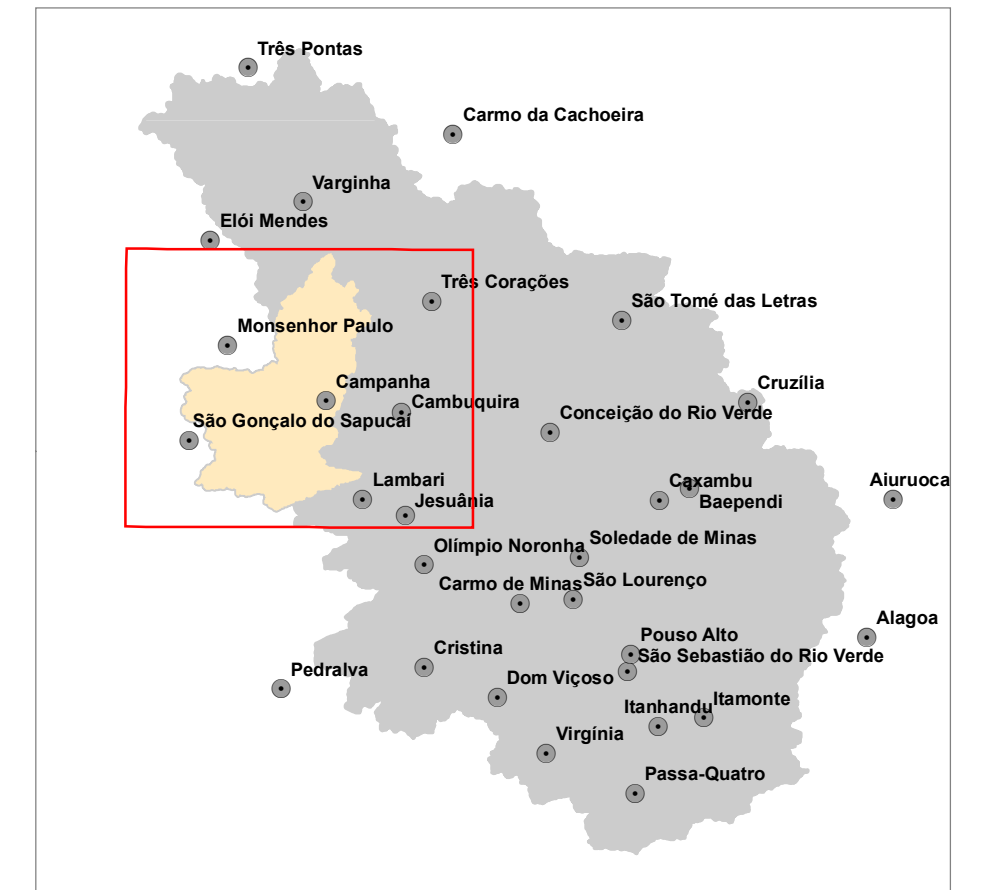 Três Pontas
Carmo da Cachoeira
Varginha
Elói Mendes
Três Corações
São Tomé das Letras
Monsenhor Paulo
Campanha
Cruzília
Cambuquira
Conceição do Rio Verde
São Gonçalo do Sapucaí
Lambari
Caxambu
Aiuruoca
Jesuânia
Baependi
Soledade de Minas
Olímpio Noronha
São Lourenço
Carmo de Minas
Alagoa
Pouso Alto
Cristina
São Sebastião do Rio Verde
Pedralva
Dom Viçoso
Itamonte
Itanhandu
Virgínia
Passa-Quatro